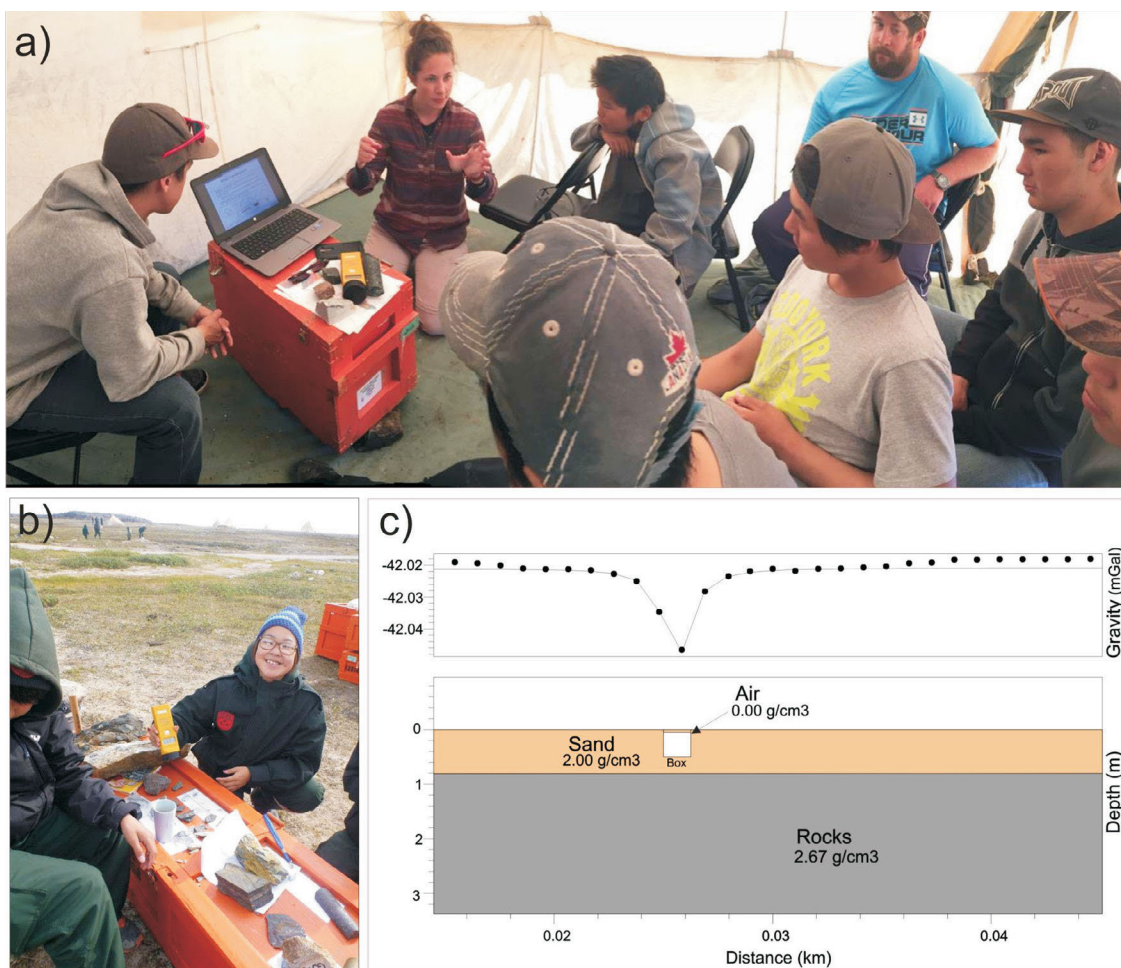 a)
UNDER
b)
c)
-42.02
-42.03
-42.04
Gravity (mGal)
Air
0.00 g/cm3
Sand
2.00 g/cm3
Box
Rocks
2.67 g/cm3
0
1
2
3
Depth (m)
0.02
0.03
0.04
Distance (km)